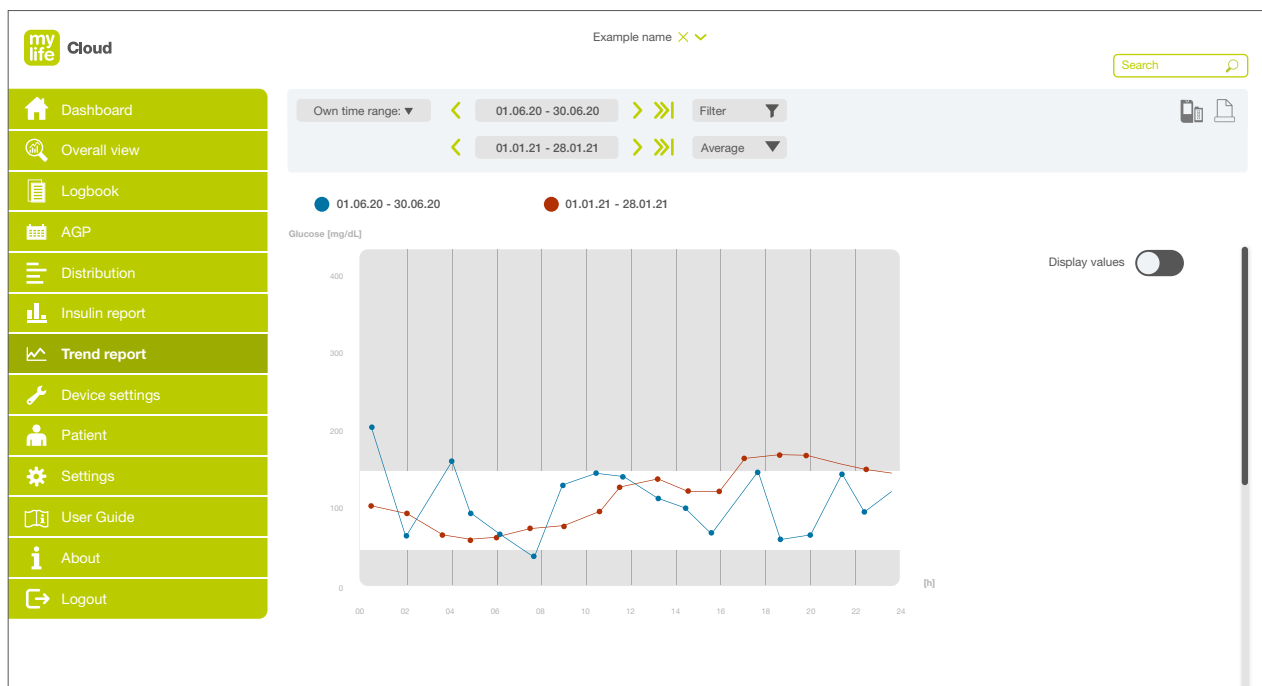 my
life Cloud
Example name
Search
Dashboard
Overall view
Logbook
AGP
Distribution
Insulin report
Trend report
Device settings
Patient
Settings
User Guide
About
Logout
Own time range: 01.06.20 - 30.06.20 Filter
01.01.21 - 28.01.21 Average
01.06.20 - 30.06.20 01.01.21 - 28.01.21
Glucose [mg/dL]
Display values
400
300
200
100
0
[h]
00 02 04 06 08 10 12 14 16 18 20 22 24